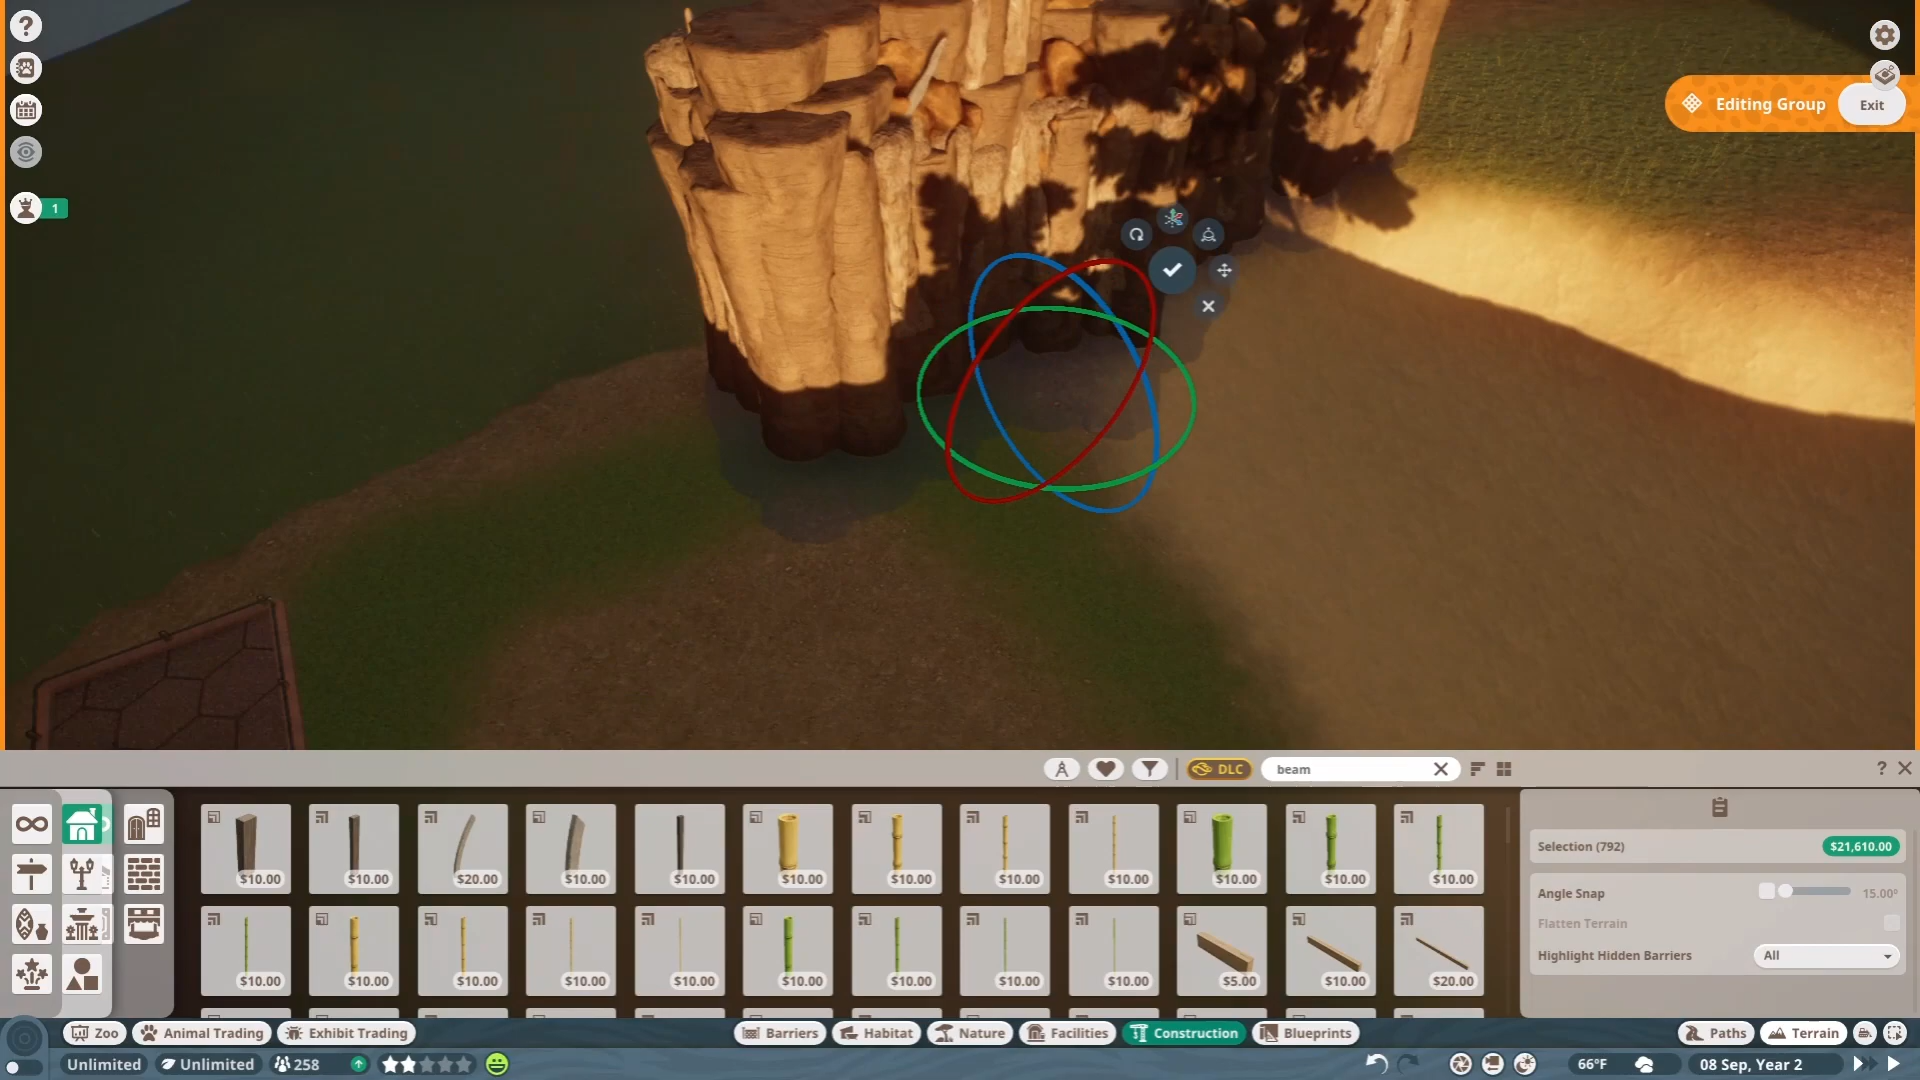 ?
1
Editing Group
Exit
DLC
beam
?
$10.00 $10.00 $20.00 $10.00 $10.00 $10.00 $10.00 $10.00 $10.00 $10.00 $10.00 $10.00
$10.00 $10.00 $10.00 $10.00 $10.00 $10.00 $10.00 $10.00 $10.00 $5.00 $10.00 $20.00
Selection (792) $21,610.00
Angle Snap 15.00°
Flatten Terrain
Highlight Hidden Barriers All
Zoo Animal Trading Exhibit Trading Barriers Habitat Nature Facilities Construction Blueprints Paths Terrain
Unlimited Unlimited 258 66°F 08 Sep, Year 2